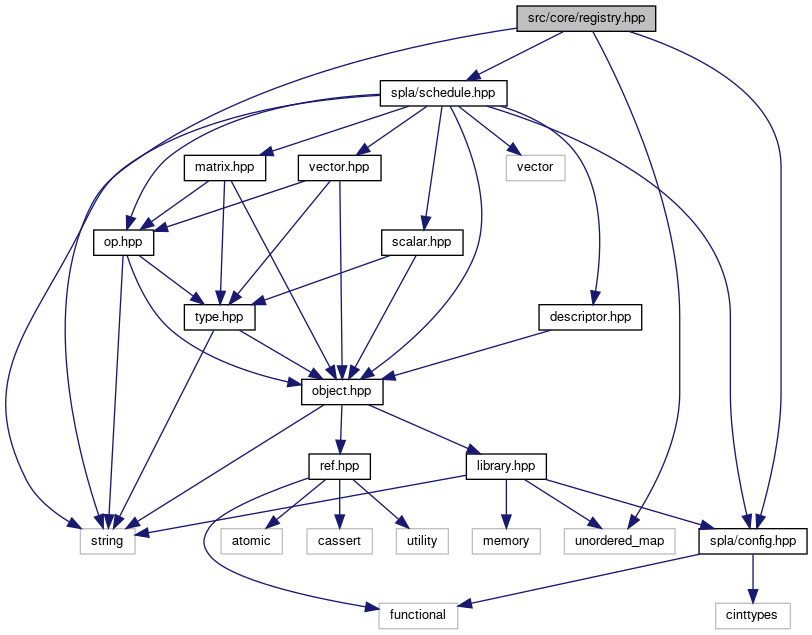 src/core/registry.hpp
spla/schedule.hpp
matrix.hpp
vector.hpp
vector
op.hpp
scalar.hpp
type.hpp
descriptor.hpp
object.hpp
ref.hpp
library.hpp
string
atomic
cassert
utility
memory
unordered_map
spla/config.hpp
functional
cinttypes